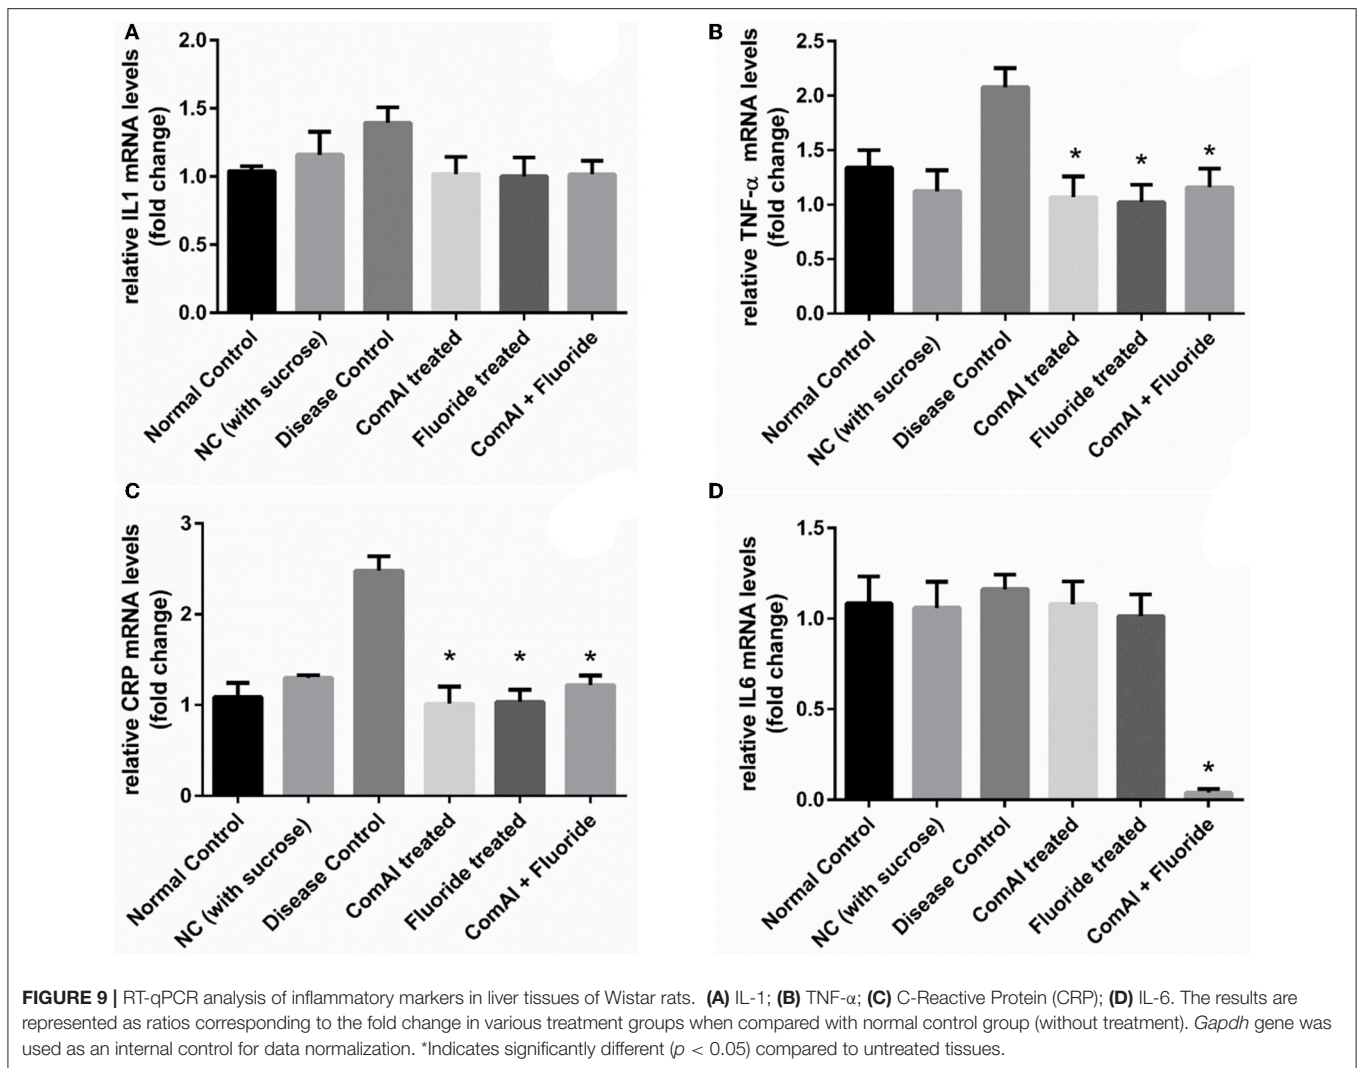 A
relative IL1 mRNA levels
(fold change)
2.0
1.5
1.0
0.5
0.0
Normal Control
NC (with sucrose)
Disease Control
ComAI treated
Fluoride treated
ComAI + Fluoride
B
relative TNF-α mRNA levels
(fold change)
2.5
2.0
1.5
1.0
0.5
0.0
*
*
*
Normal Control
NC (with sucrose)
Disease Control
ComAI treated
Fluoride treated
ComAI + Fluoride
C
relative CRP mRNA levels
(fold change)
3
2
1
0
*
*
*
Normal Control
NC (with sucrose)
Disease Control
ComAI treated
Fluoride treated
ComAI + Fluoride
D
relative IL6 mRNA levels
(fold change)
1.5
1.0
0.5
0.0
*
Normal Control
NC (with sucrose)
Disease Control
ComAI treated
Fluoride treated
ComAI + Fluoride
FIGURE 9 | RT-qPCR analysis of inflammatory markers in liver tissues of Wistar rats. (A) IL-1; (B) TNF-α; (C) C-Reactive Protein (CRP); (D) IL-6. The results are
represented as ratios corresponding to the fold change in various treatment groups when compared with normal control group (without treatment). Gapdh gene was
used as an internal control for data normalization. *Indicates significantly different (p < 0.05) compared to untreated tissues.